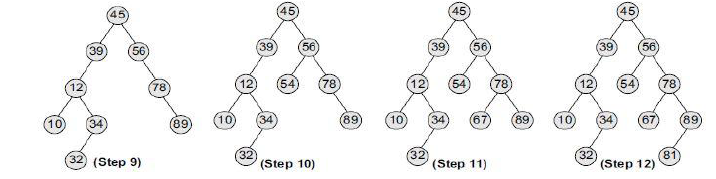 45 45 45 45
39 56 39 56 39 56 39 56
12 78 12 54 78 12 54 78 12 54 78
10 34 89 10 34 89 10 34 67 89 10 34 67 89
32 (Step 9) 32 (Step 10) 32 (Step 11) 32 (Step 12) 81